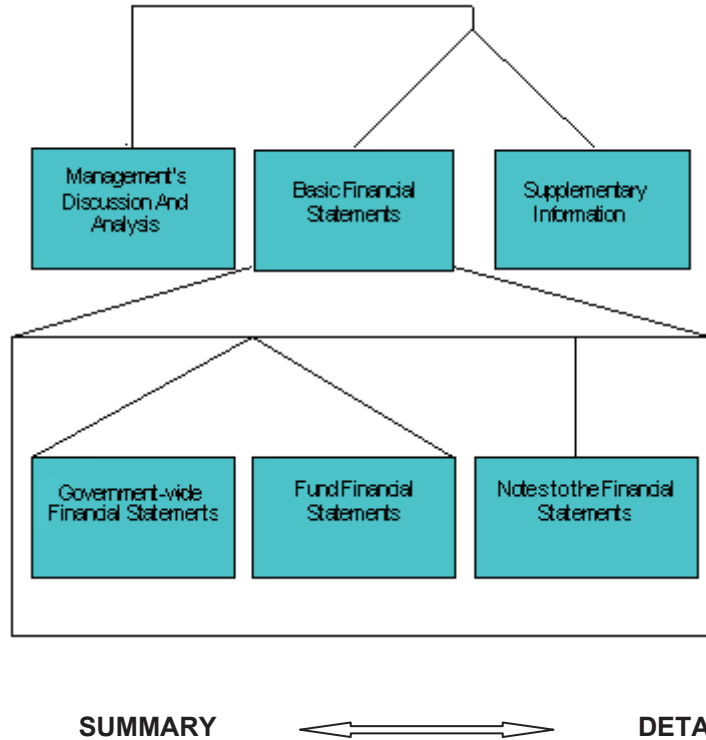 Management's
Discussion And
Analysis
Basic Financial
Statements
Supplementary
Information
Government-wide
Financial Statements
Fund Financial
Statements
Notes to the Financial
Statements
SUMMARY
DETA